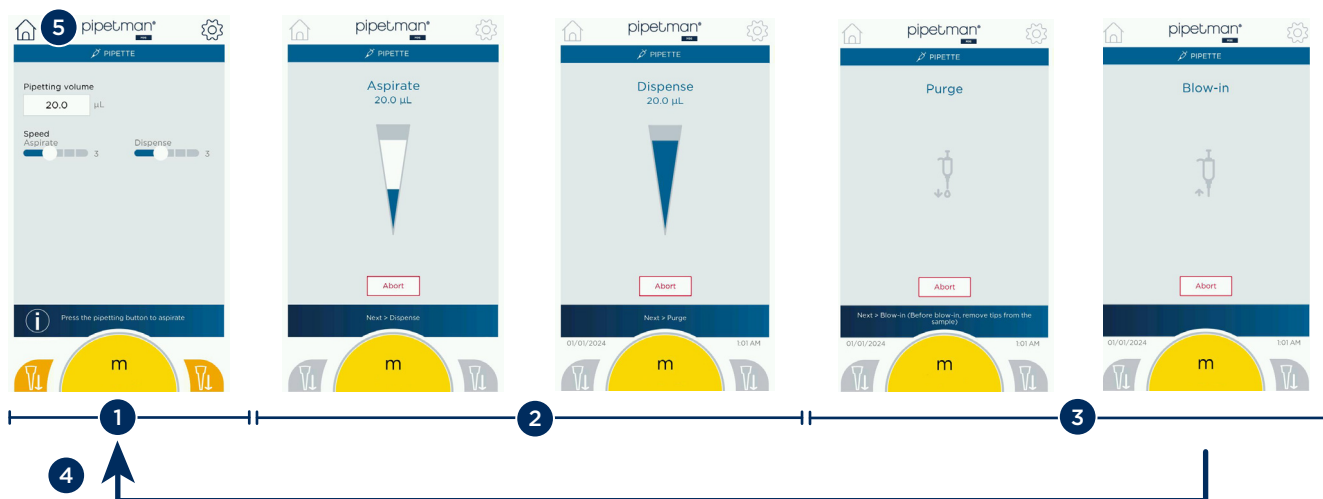 5
pipetman®
PIPETTE
Pipetting volume
20.0 µL
Speed
Aspirate
3
Dispense
3
i
Press the pipetting button to aspirate
m
1
pipetman®
PIPETTE
Aspirate
20.0 µL
Abort
Next > Dispense
m
pipetman®
PIPETTE
Dispense
20.0 µL
Abort
Next > Purge
01/01/2024
1:01 AM
m
2
pipetman®
PIPETTE
Purge
Abort
Next > Blow-in (Before blow-in, remove tips from the
sample)
01/01/2024
1:01 AM
m
pipetman®
PIPETTE
Blow-in
Abort
01/01/2024
1:01 AM
m
3
4